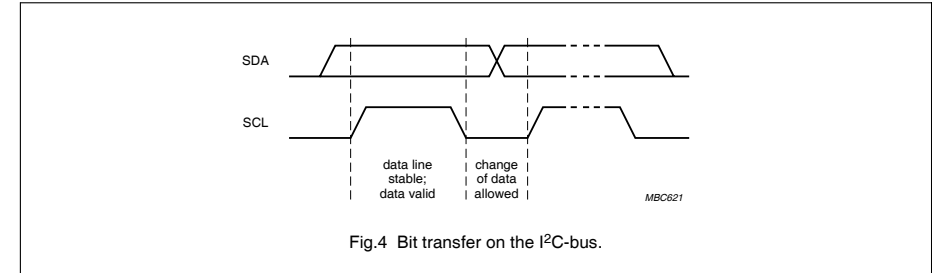 SDA
SCL
data line
stable;
data valid
change
of data
allowed
MBC621
Fig.4 Bit transfer on the I²C-bus.